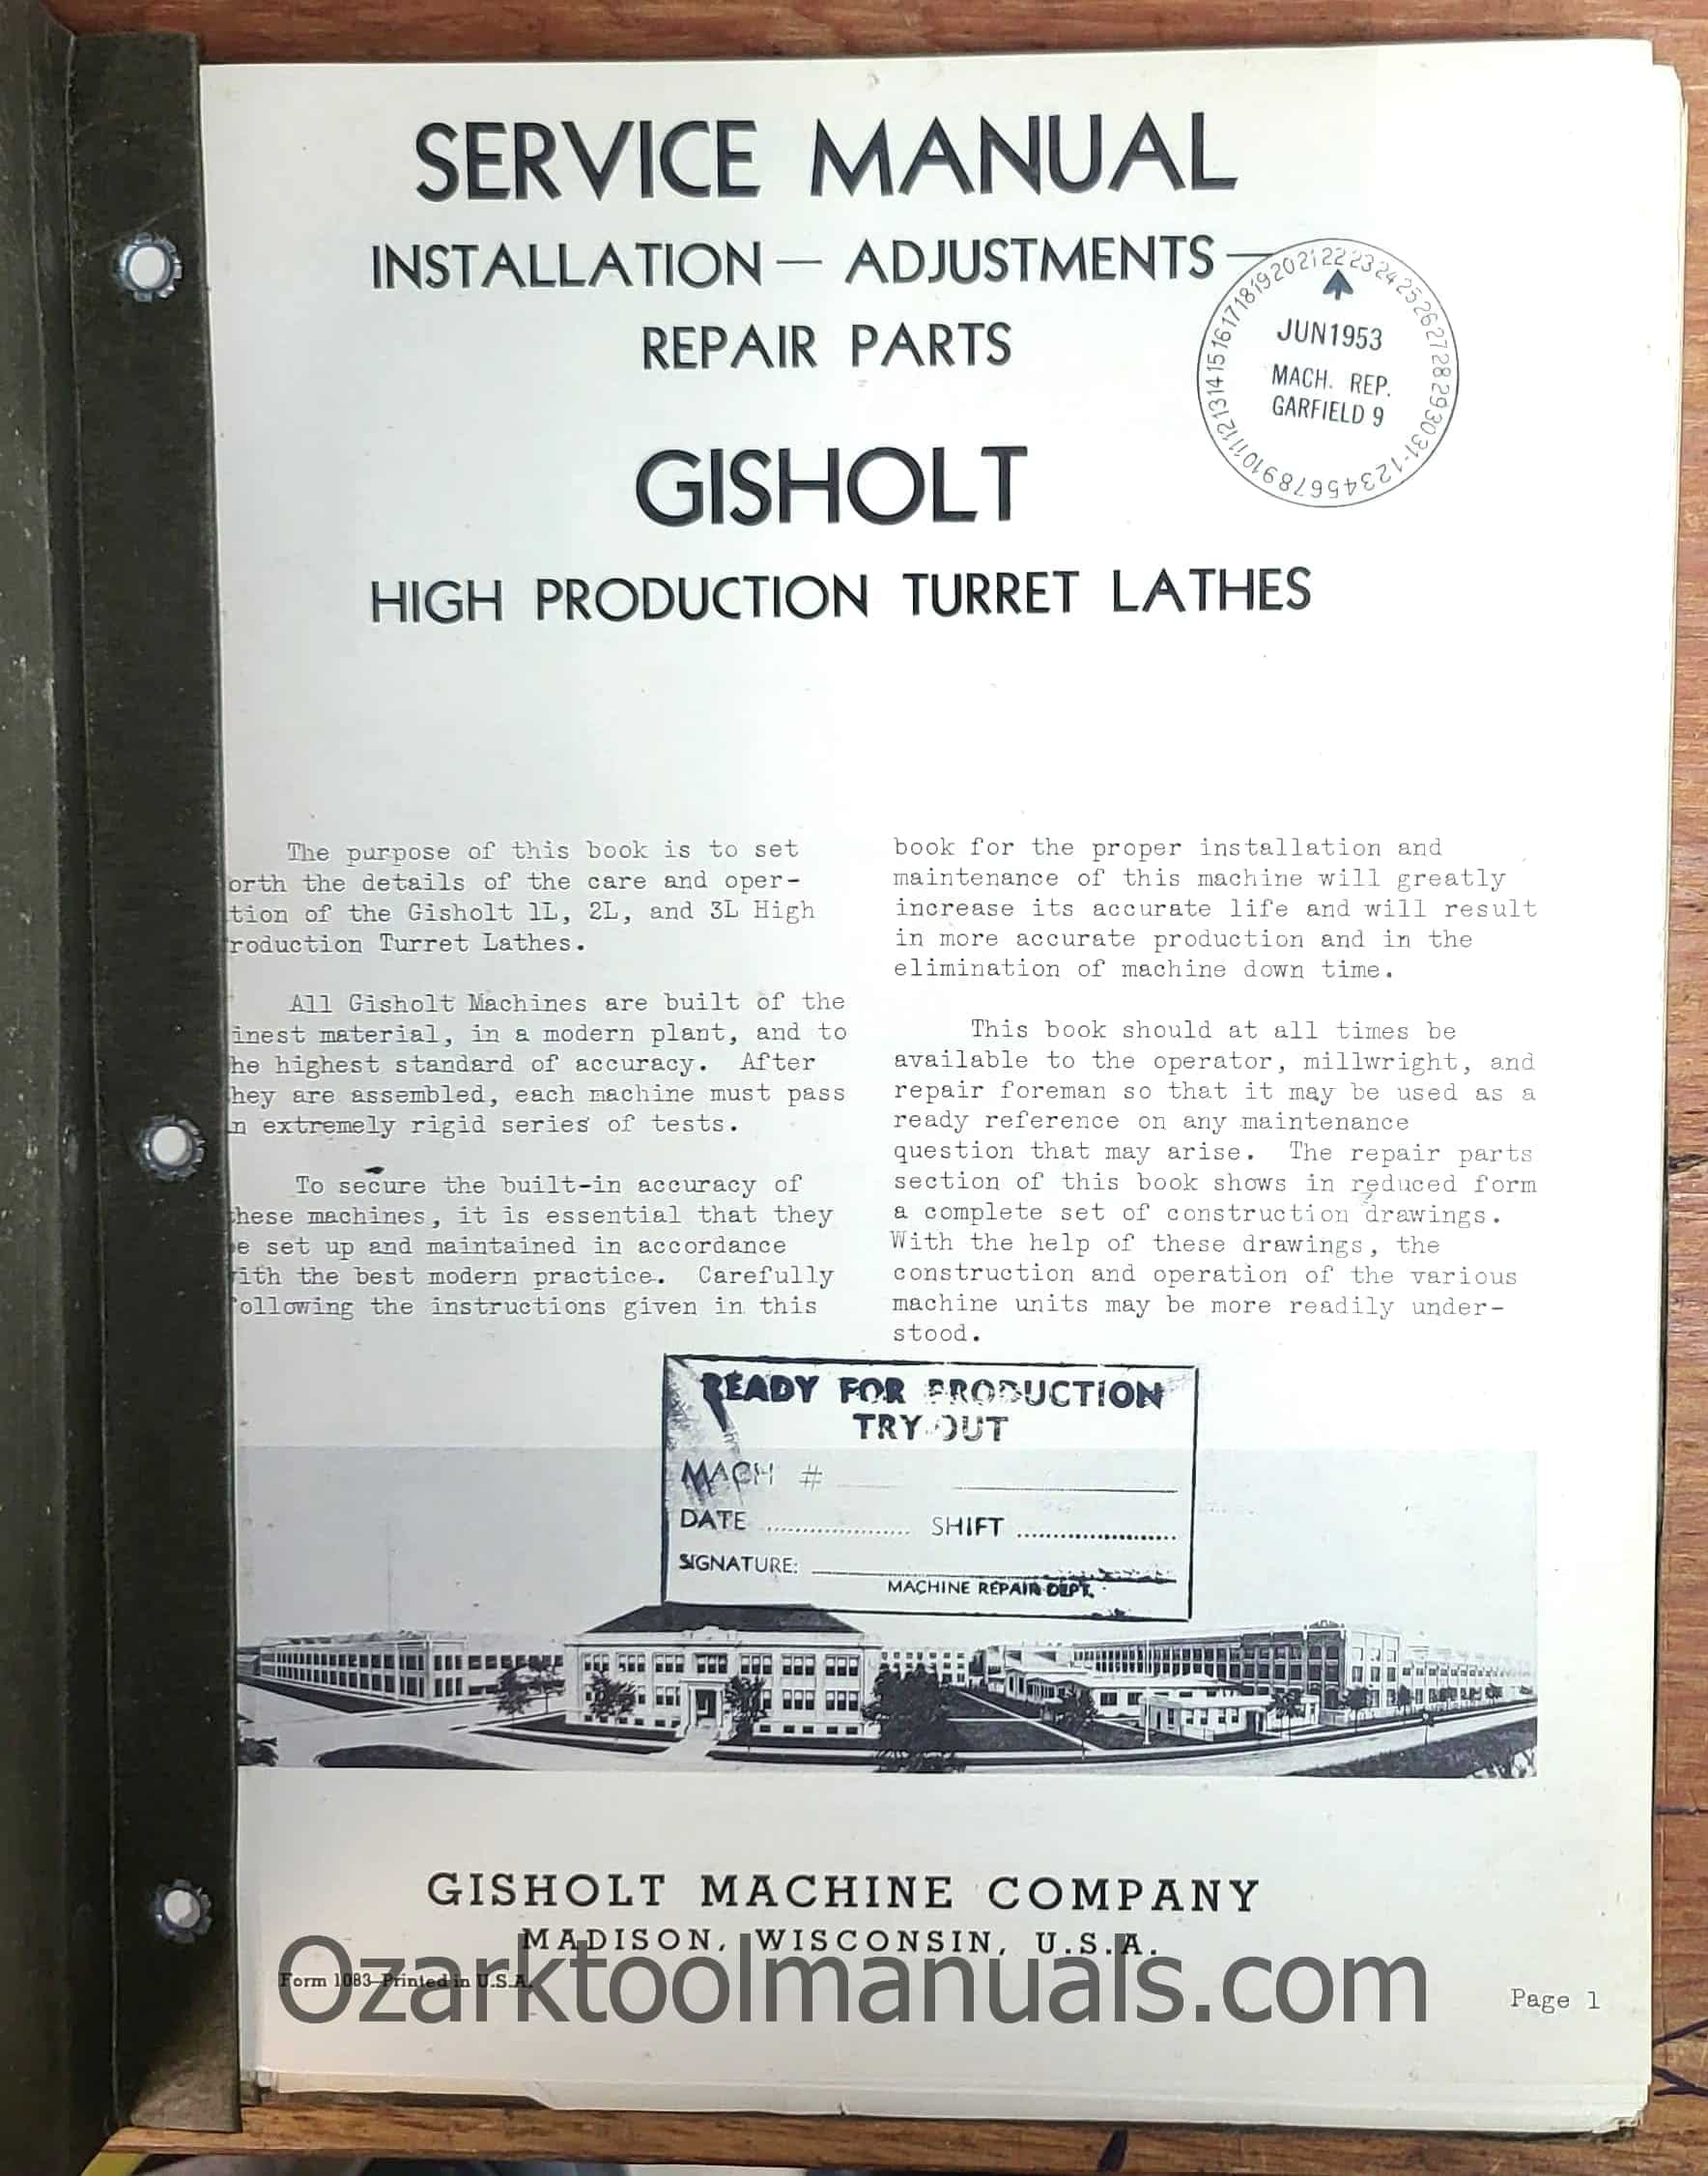 SERVICE MANUAL
INSTALLATION — ADJUSTMENTS —
REPAIR PARTS
192021222324252627282930311-12345678910111213141516171819
JUN1953
MACH. REP.
GARFIELD 9
GISHOLT
HIGH PRODUCTION TURRET LATHES
The purpose of this book is to set
orth the details of the care and oper-
tion of the Gisholt 1L, 2L, and 3L High
roduction Turret Lathes.
All Gisholt Machines are built of the
inest material, in a modern plant, and to
he highest standard of accuracy. After
hey are assembled, each machine must pass
n extremely rigid series of tests.
To secure the built-in accuracy of
these machines, it is essential that they
e set up and maintained in accordance
ith the best modern practice. Carefully
ollowing the instructions given in this
book for the proper installation and
maintenance of this machine will greatly
increase its accurate life and will result
in more accurate production and in the
elimination of machine down time.
This book should at all times be
available to the operator, millwright, and
repair foreman so that it may be used as a
ready reference on any maintenance
question that may arise. The repair parts
section of this book shows in reduced form
a complete set of construction drawings.
With the help of these drawings, the
construction and operation of the various
machine units may be more readily under-
stood.
READY FOR PRODUCTION
TRY OUT
MACH #
DATE SHIFT
SIGNATURE:
MACHINE REPAIR DEPT.
GISHOLT MACHINE COMPANY
MADISON, WISCONSIN, U.S.A.
Form 1083—Printed in U.S.A.
Ozarktoolmanuals.com
Page 1